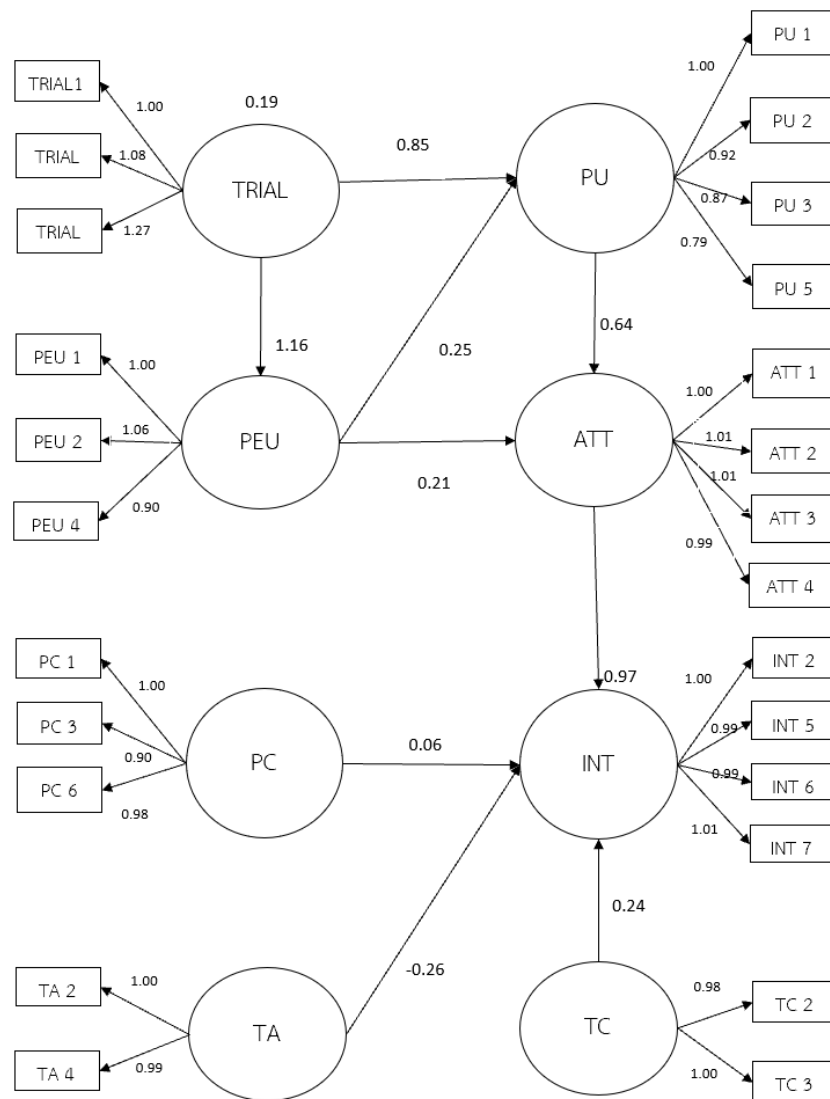 PU 1
TRIAL1
1.00
0.19
1.00
PU 2
TRIAL
1.08
0.85
0.92
TRIAL
PU
PU 3
0.87
TRIAL
1.27
0.79
PU 5
0.64
1.16
0.25
PEU 1
1.00
ATT 1
1.00
PEU 2
1.06
PEU
ATT
1.01
ATT 2
1.01
0.21
0.90
PEU 4
ATT 3
0.99
ATT 4
PC 1
1.00
0.97
1.00
INT 2
PC 3
0.99
INT 5
0.90
0.06
PC
INT
0.99
INT 6
PC 6
0.98
1.01
INT 7
0.24
-0.26
TA 2
1.00
0.98
TC 2
TA
TC
TA 4
0.99
1.00
TC 3